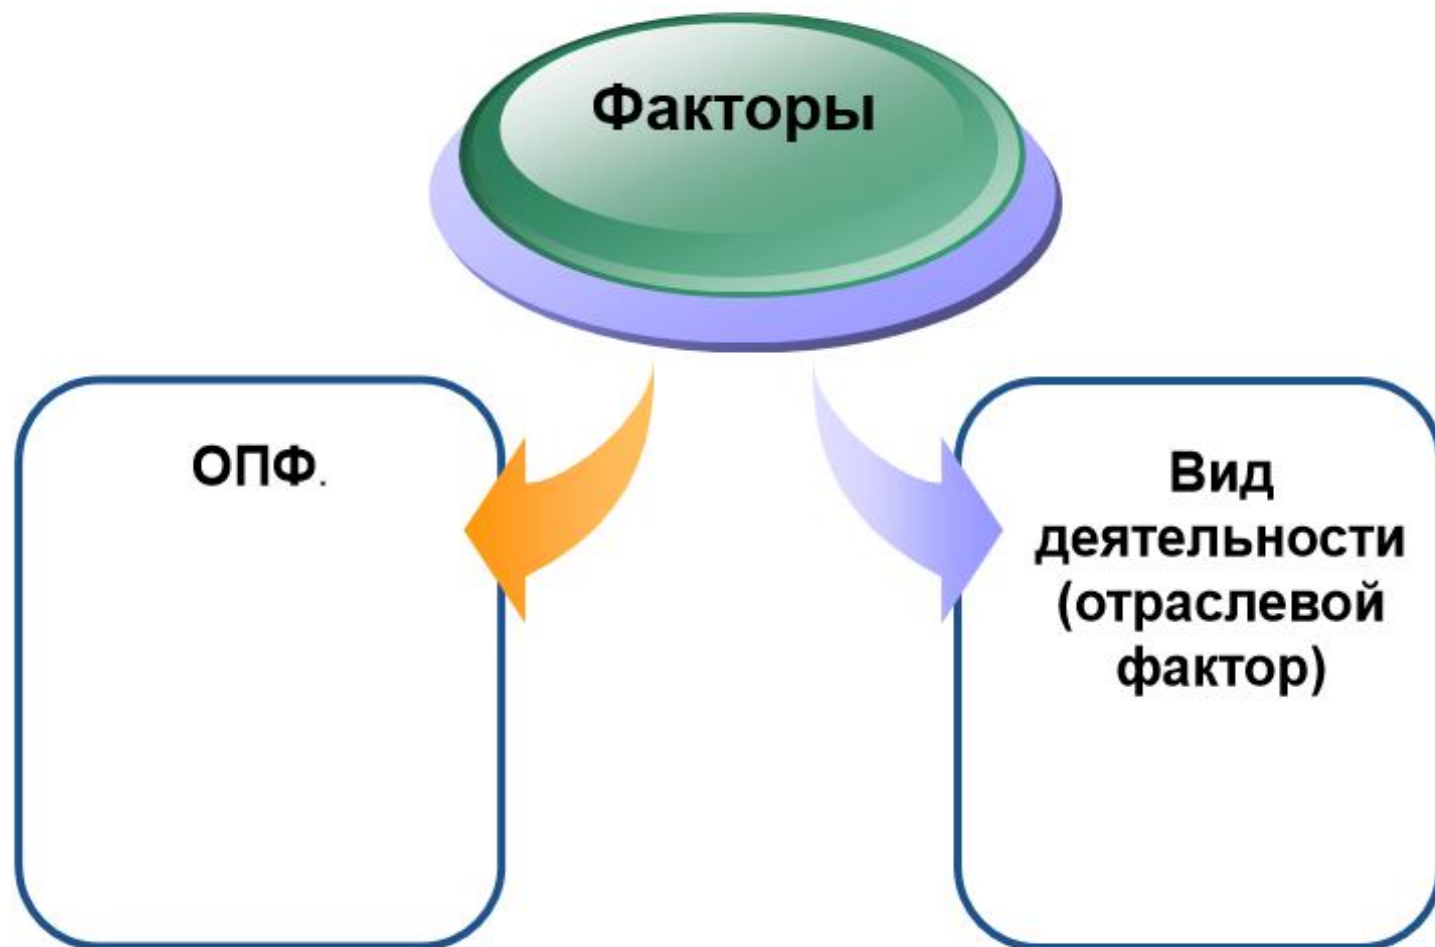 Факторы
ОПФ.
Вид
деятельности
(отраслевой
фактор)